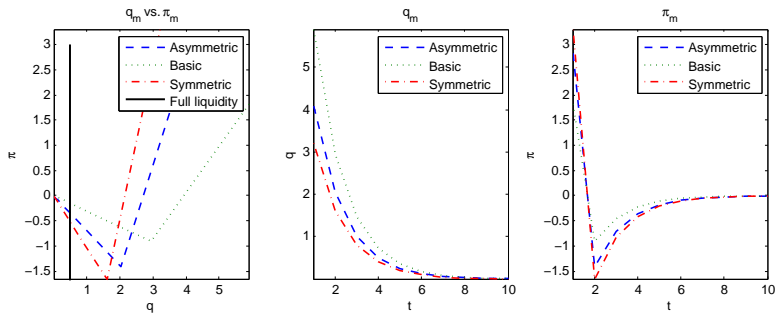 q_m vs. π_m
Asymmetric
Basic
Symmetric
Full liquidity
3
2.5
2
1.5
1
0.5
0
−0.5
−1
−1.5
π
1 2 3 4 5
q
q_m
Asymmetric
Basic
Symmetric
5
4
3
2
1
q
2 4 6 8 10
t
π_m
Asymmetric
Basic
Symmetric
3
2.5
2
1.5
1
0.5
0
−0.5
−1
−1.5
π
2 4 6 8 10
t